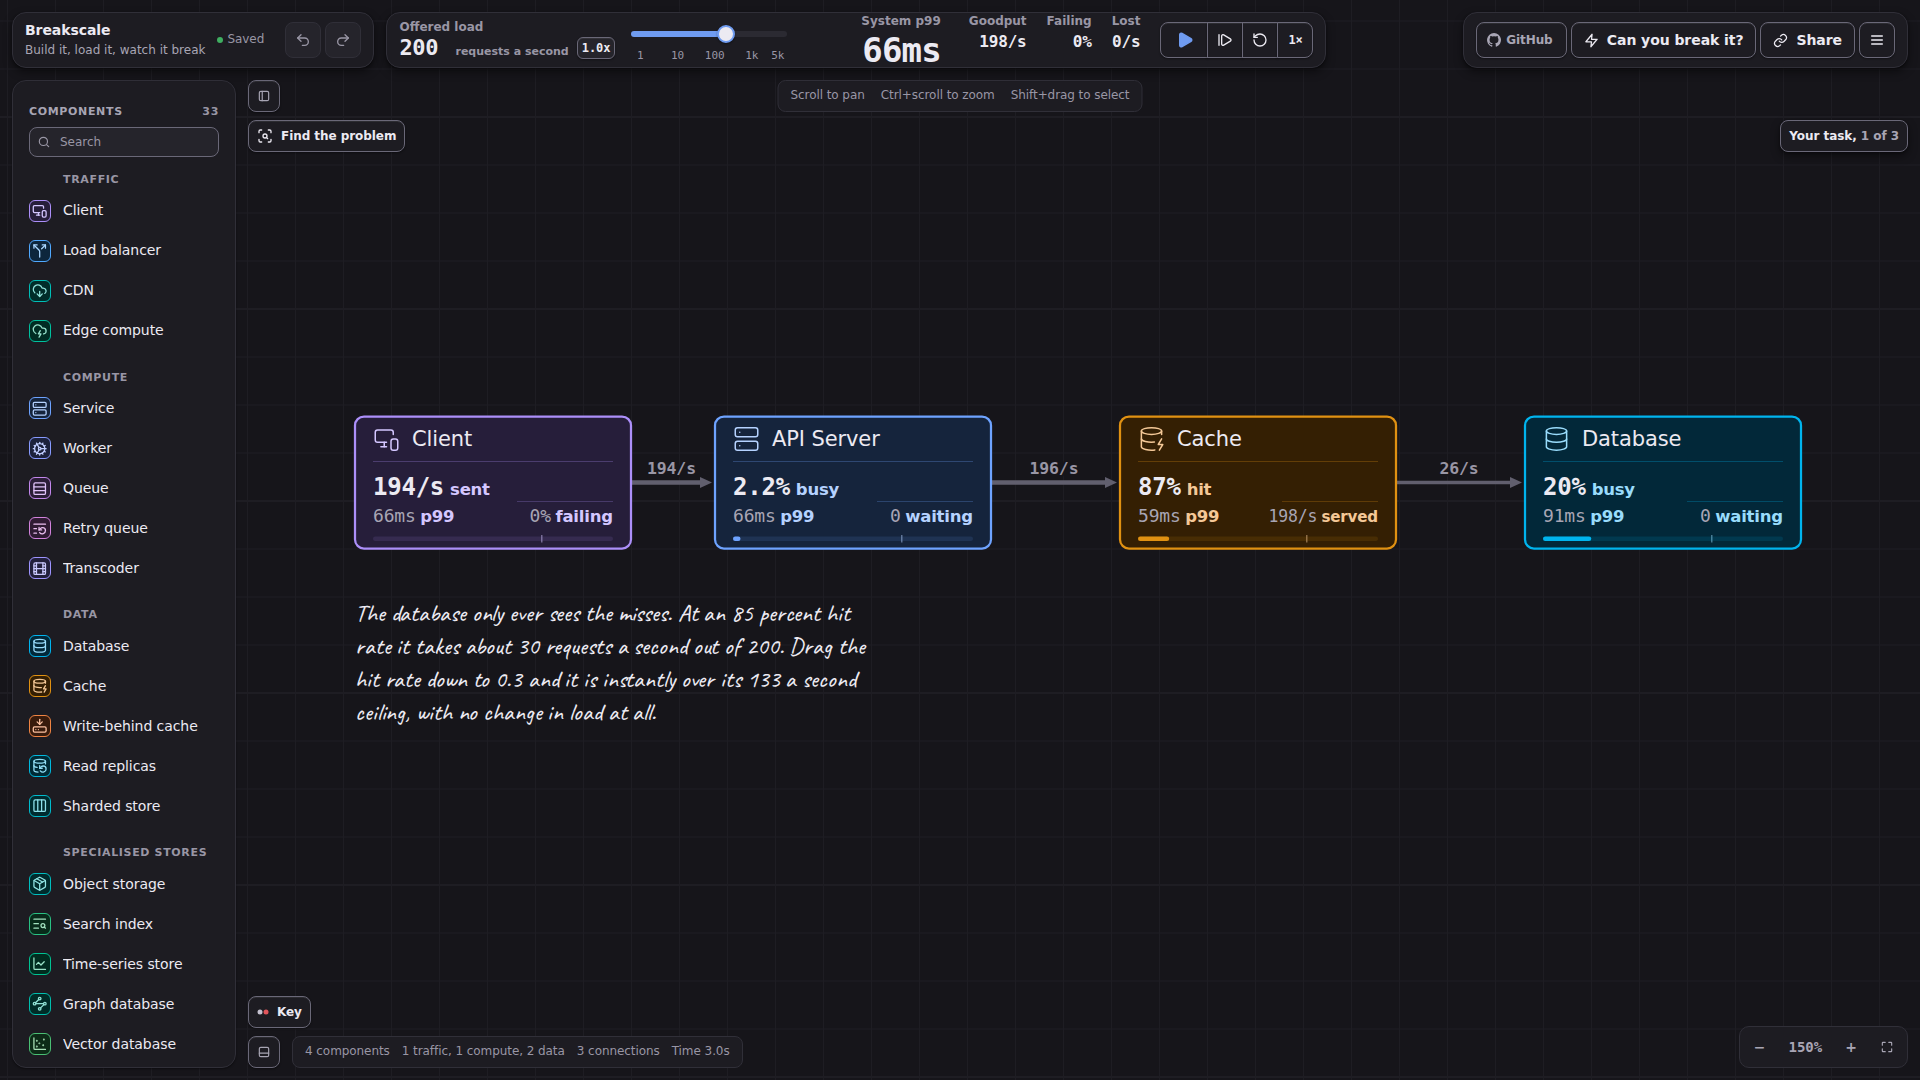 Breakscale
Build it, load it, watch it break
Saved
Offered load
200 requests a second 1.0x
1 10 100 1k 5k
System p99
66ms
Goodput
198/s
Failing
0%
Lost
0/s
1×
GitHub
Can you break it?
Share
Scroll to pan Ctrl+scroll to zoom Shift+drag to select
Find the problem
Your task, 1 of 3
COMPONENTS 33
Search
TRAFFIC
Client
Load balancer
CDN
Edge compute
COMPUTE
Service
Worker
Queue
Retry queue
Transcoder
DATA
Database
Cache
Write-behind cache
Read replicas
Sharded store
SPECIALISED STORES
Object storage
Search index
Time-series store
Graph database
Vector database
Client
194/s sent
66ms p99 0% failing
194/s
API Server
2.2% busy
66ms p99 0 waiting
196/s
Cache
87% hit
59ms p99 198/s served
26/s
Database
20% busy
91ms p99 0 waiting
The database only ever sees the misses. At an 85 percent hit
rate it takes about 30 requests a second out of 200. Drag the
hit rate down to 0.3 and it is instantly over its 133 a second
ceiling, with no change in load at all.
Key
4 components 1 traffic, 1 compute, 2 data 3 connections Time 3.0s
− 150% +